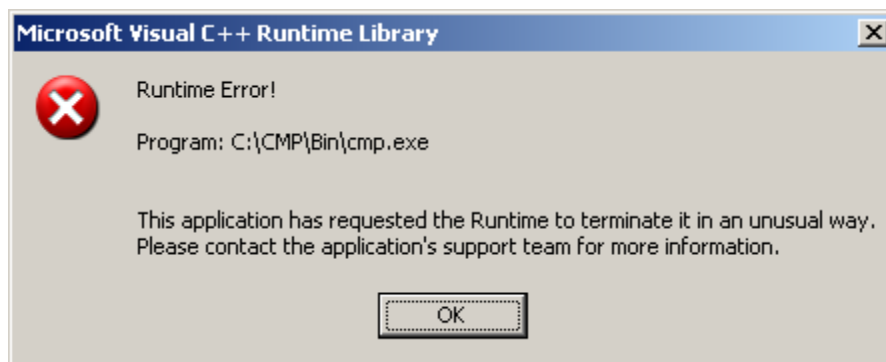 Microsoft Visual C++ Runtime Library
Runtime Error!
Program: C:\CMP\Bin\cmp.exe
This application has requested the Runtime to terminate it in an unusual way.
Please contact the application's support team for more information.
OK